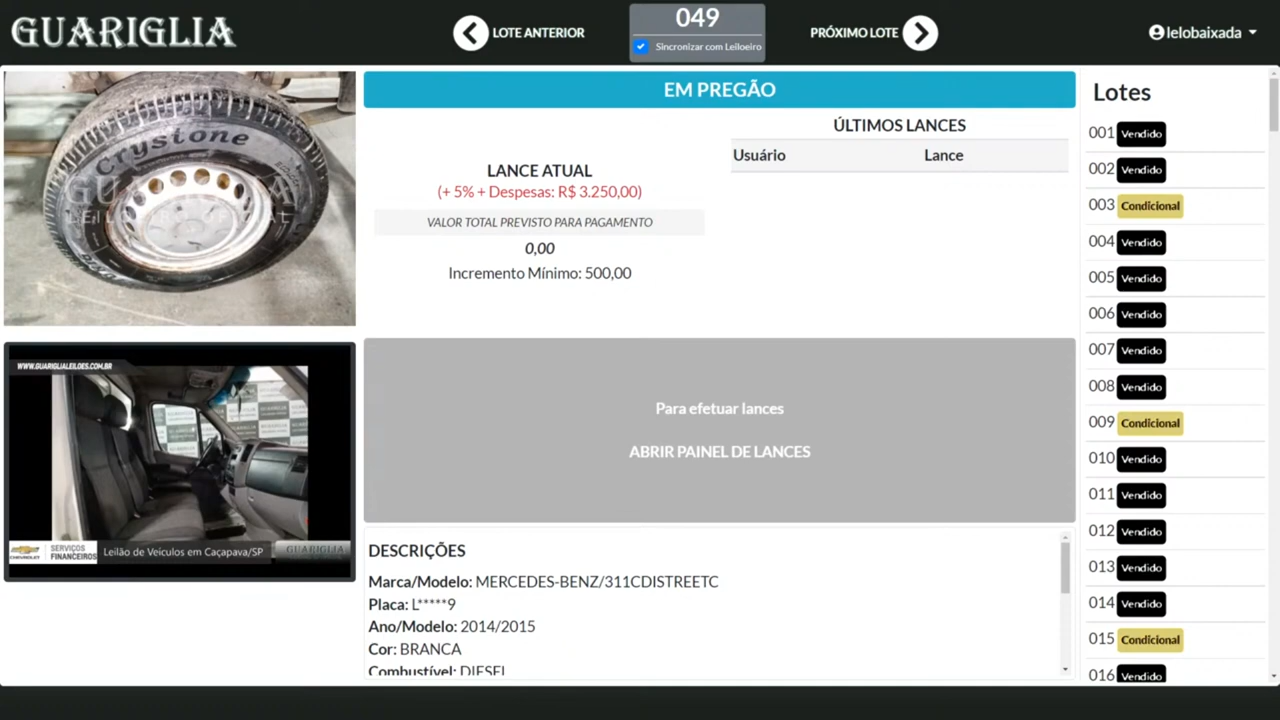 GUARIGLIA
LOTE ANTERIOR
049
Sincronizar com Leiloeiro
PRÓXIMO LOTE
lelobaixada
Crystone
GUARIGLIA
LEILOEIRO OFICIAL
WWW.GUARIGLIALEILOES.COM.BR
CHEVROLET
SERVIÇOS
FINANCEIROS
Leilão de Veiculos em Caçapava/SP
GUARIGLIA
EM PREGÃO
LANCE ATUAL
(+ 5% + Despesas: R$ 3.250,00)
VALOR TOTAL PREVISTO PARA PAGAMENTO
0,00
Incremento Mínimo: 500,00
ÚLTIMOS LANCES
Usuário Lance
Para efetuar lances
ABRIR PAINEL DE LANCES
DESCRIÇÕES
Marca/Modelo: MERCEDES-BENZ/311CDISTREETC
Placa: L*****9
Ano/Modelo: 2014/2015
Cor: BRANCA
Combustível: DIESEL
Lotes
001 Vendido
002 Vendido
003 Condicional
004 Vendido
005 Vendido
006 Vendido
007 Vendido
008 Vendido
009 Condicional
010 Vendido
011 Vendido
012 Vendido
013 Vendido
014 Vendido
015 Condicional
016 Vendido